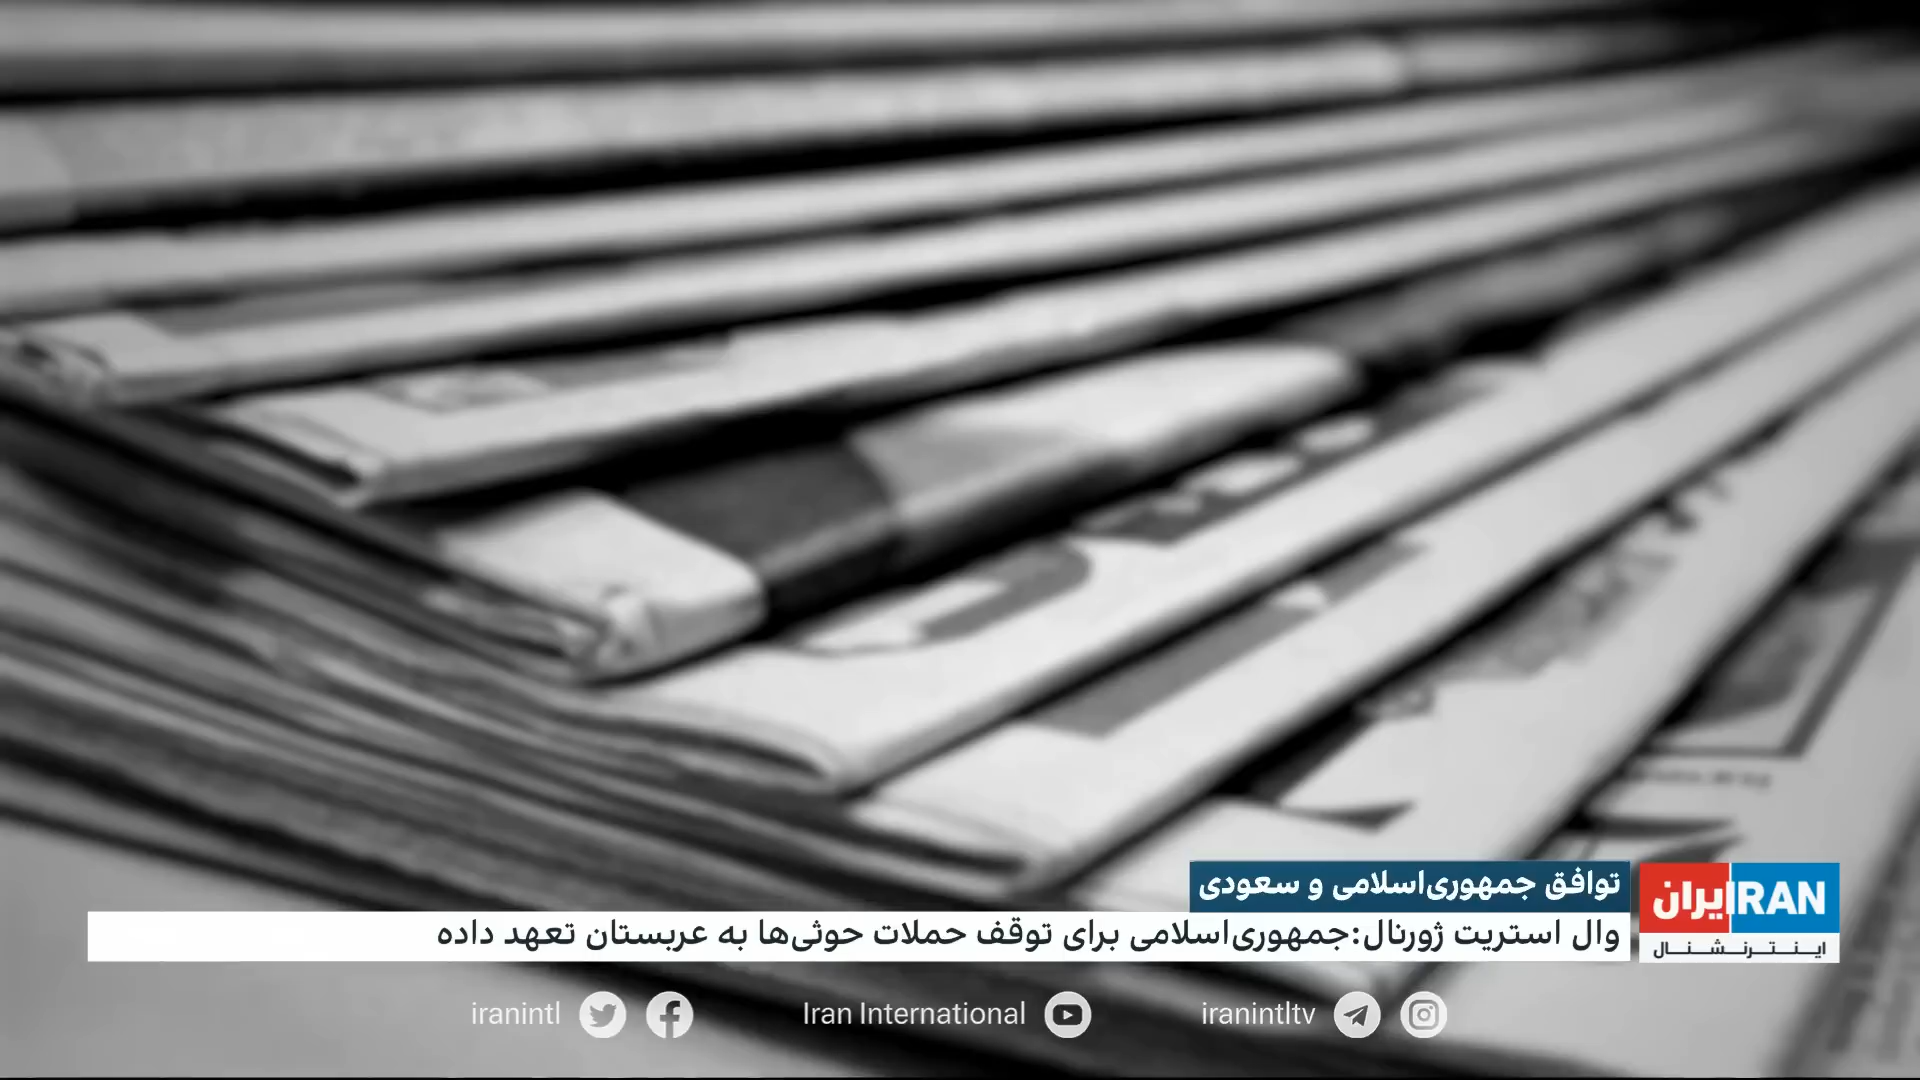 توافق جمهوری‌اسلامی و سعودی
وال استریت ژورنال:جمهوری‌اسلامی برای توقف حملات حوثی‌ها به عربستان تعهد داده
ایران IRAN
اینترنشنال
iranintl
Iran International
iranintltv